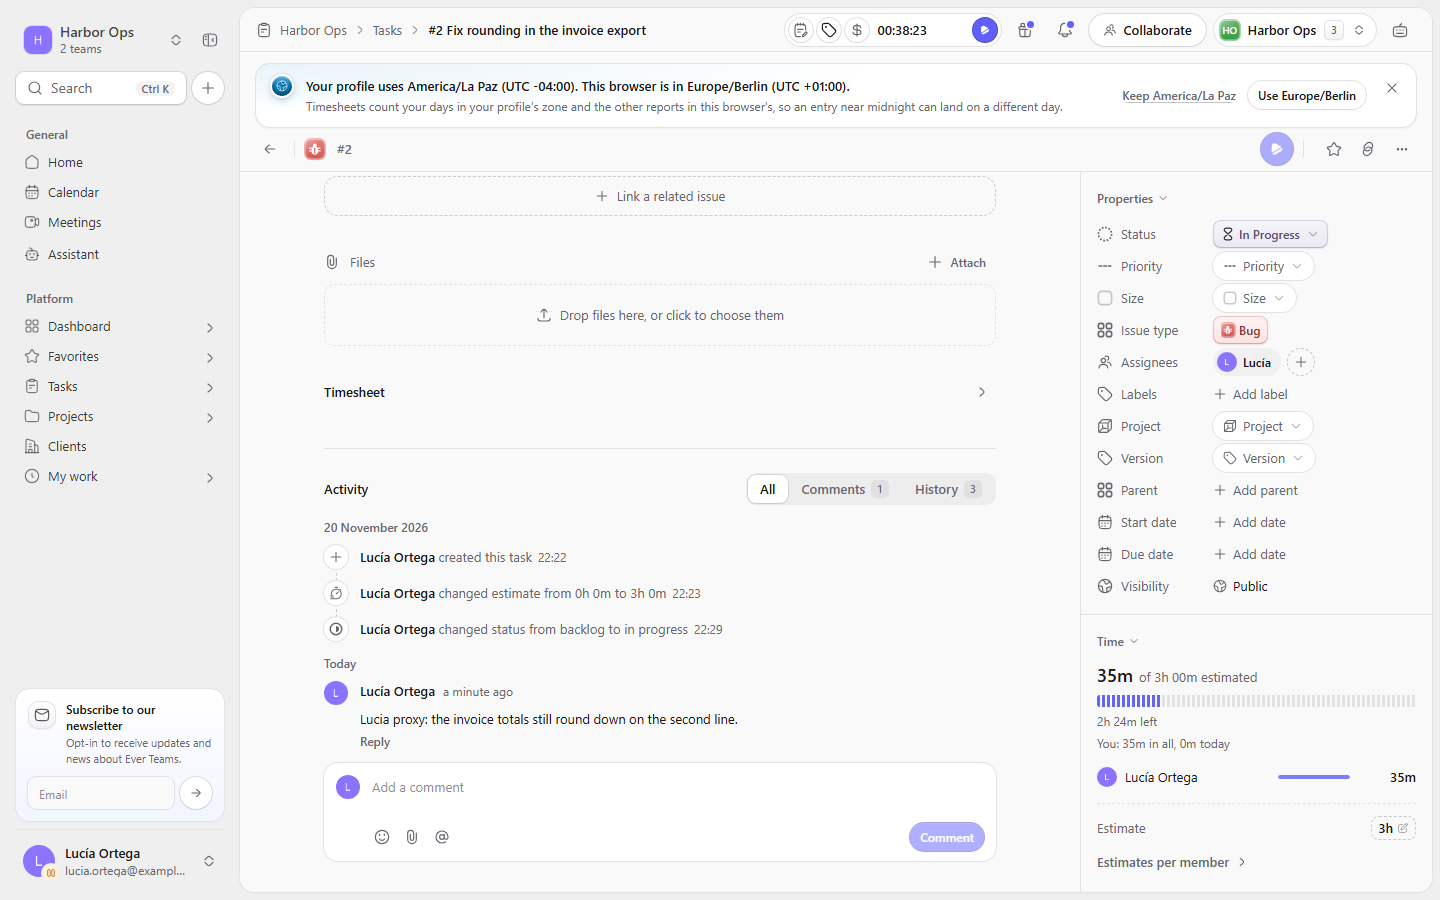 H
Harbor Ops
2 teams
Search
Ctrl K
General
Home
Calendar
Meetings
Assistant
Platform
Dashboard
Favorites
Tasks
Projects
Clients
My work
Subscribe to our
newsletter
Opt-in to receive updates and
news about Ever Teams.
Email
L
Lucía Ortega
lucia.ortega@exampl...
Harbor Ops
Tasks
#2 Fix rounding in the invoice export
00:38:23
Collaborate
HO
Harbor Ops
3
Your profile uses America/La Paz (UTC -04:00). This browser is in Europe/Berlin (UTC +01:00).
Timesheets count your days in your profile's zone and the other reports in this browser's, so an entry near midnight can land on a different day.
Keep America/La Paz
Use Europe/Berlin
#2
Link a related issue
Files
Attach
Drop files here, or click to choose them
Timesheet
Activity
All
Comments 1
History 3
20 November 2026
Lucía Ortega created this task 22:22
Lucía Ortega changed estimate from 0h 0m to 3h 0m 22:23
Lucía Ortega changed status from backlog to in progress 22:29
Today
L
Lucía Ortega a minute ago
Lucia proxy: the invoice totals still round down on the second line.
Reply
L
Add a comment
Comment
Properties
Status
In Progress
Priority
Priority
Size
Size
Issue type
Bug
Assignees
L
Lucía
Labels
Add label
Project
Project
Version
Version
Parent
Add parent
Start date
Add date
Due date
Add date
Visibility
Public
Time
35m of 3h 00m estimated
2h 24m left
You: 35m in all, 0m today
L
Lucía Ortega
35m
Estimate
3h
Estimates per member